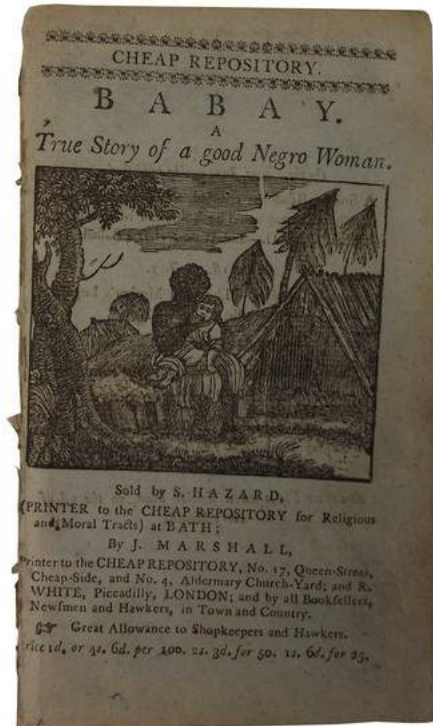 CHEAP REPOSITORY.
BABAY.
A
True Story of a good Negro Woman.
Sold by S. HAZARD,
(PRINTER to the CHEAP REPOSITORY for Religious
and Moral Tracts) at BATH;
By J. MARSHALL,
Printer to the CHEAP REPOSITORY, No. 17, Queen-Street,
Cheap-Side, and No. 4, Aldermary Church-Yard; and R.
WHITE, Piccadilly, LONDON; and by all Booksellers,
Newsmen and Hawkers, in Town and Country.
☞ Great Allowance to Shopkeepers and Hawkers.
Price 1d. or 4s. 6d. per 100. 2s. 3d. for 50. 1s. 6d. for 25.